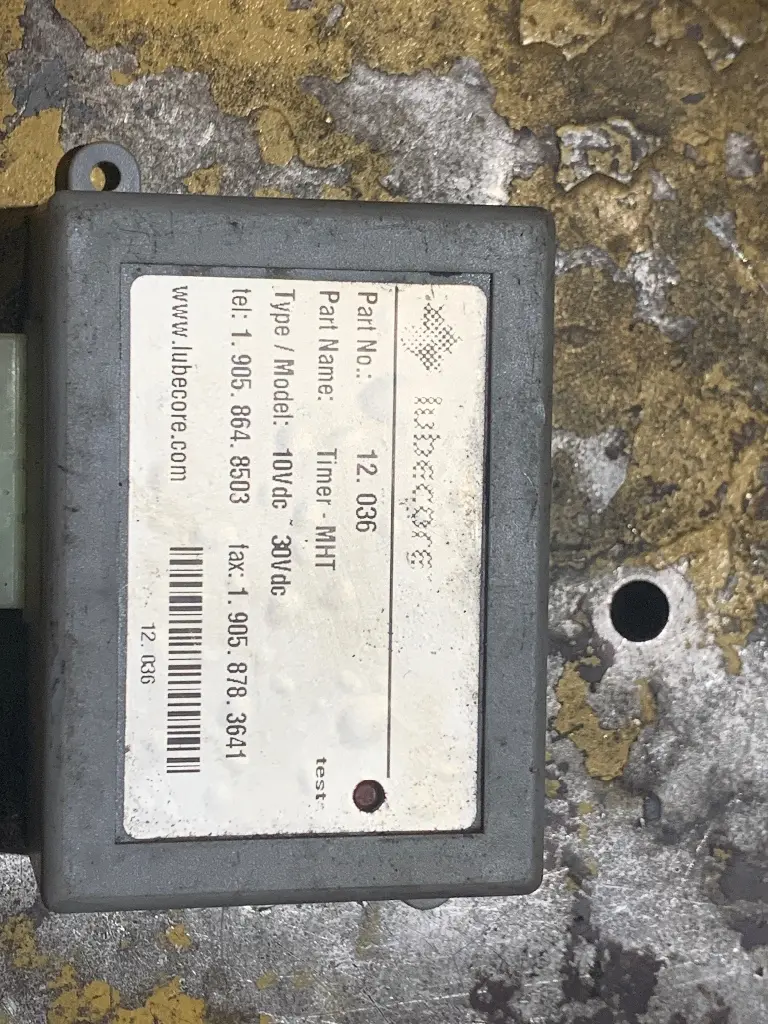 lubecore
Part No.: 12. 036
Part Name: Timer - MHT
test
Type / Model: 10Vdc ~ 30Vdc
tel: 1. 905. 864. 8503 fax: 1. 905. 878. 3641
www.lubecore.com
12. 036